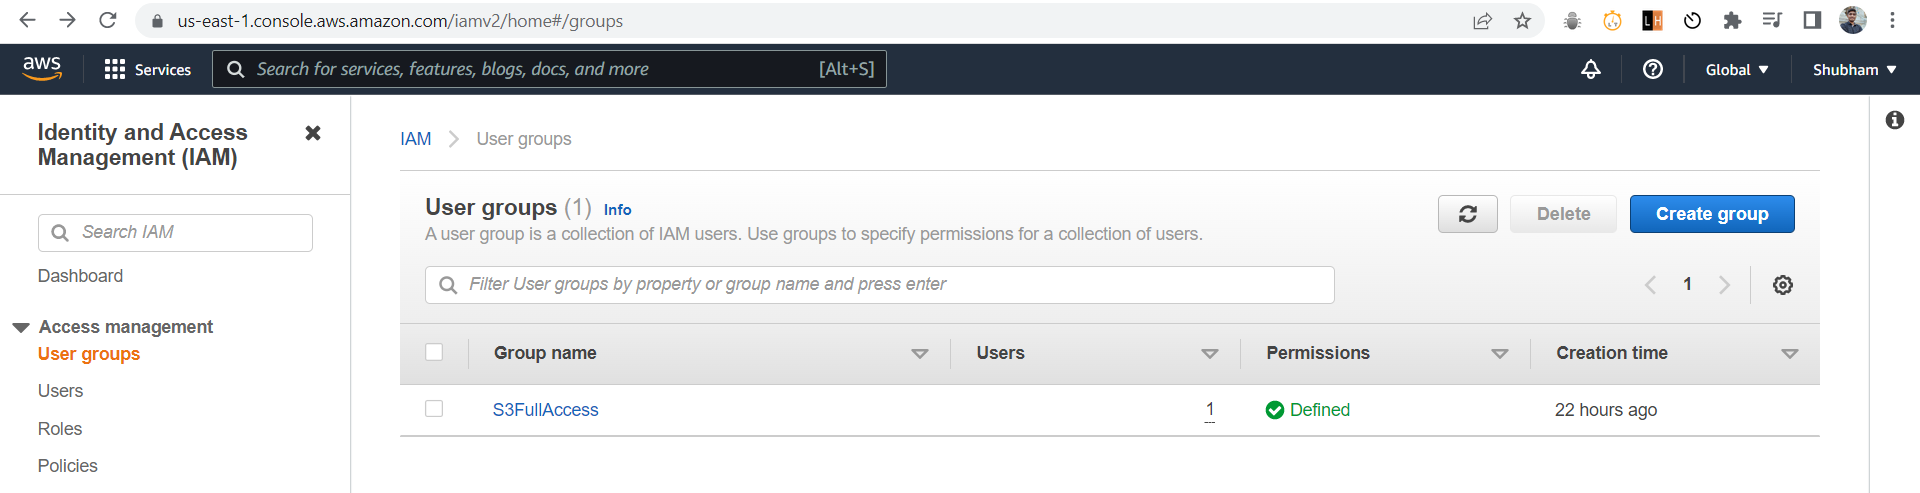 us-east-1.console.aws.amazon.com/iamv2/home#/groups
LH
aws
Services
Search for services, features, blogs, docs, and more
[Alt+S]
Global
Shubham
Identity and Access
Management (IAM)
Search IAM
Dashboard
Access management
User groups
Users
Roles
Policies
IAM
User groups
User groups (1) Info
A user group is a collection of IAM users. Use groups to specify permissions for a collection of users.
Delete
Create group
Filter User groups by property or group name and press enter
1
Group name Users Permissions Creation time
S3FullAccess 1 Defined 22 hours ago